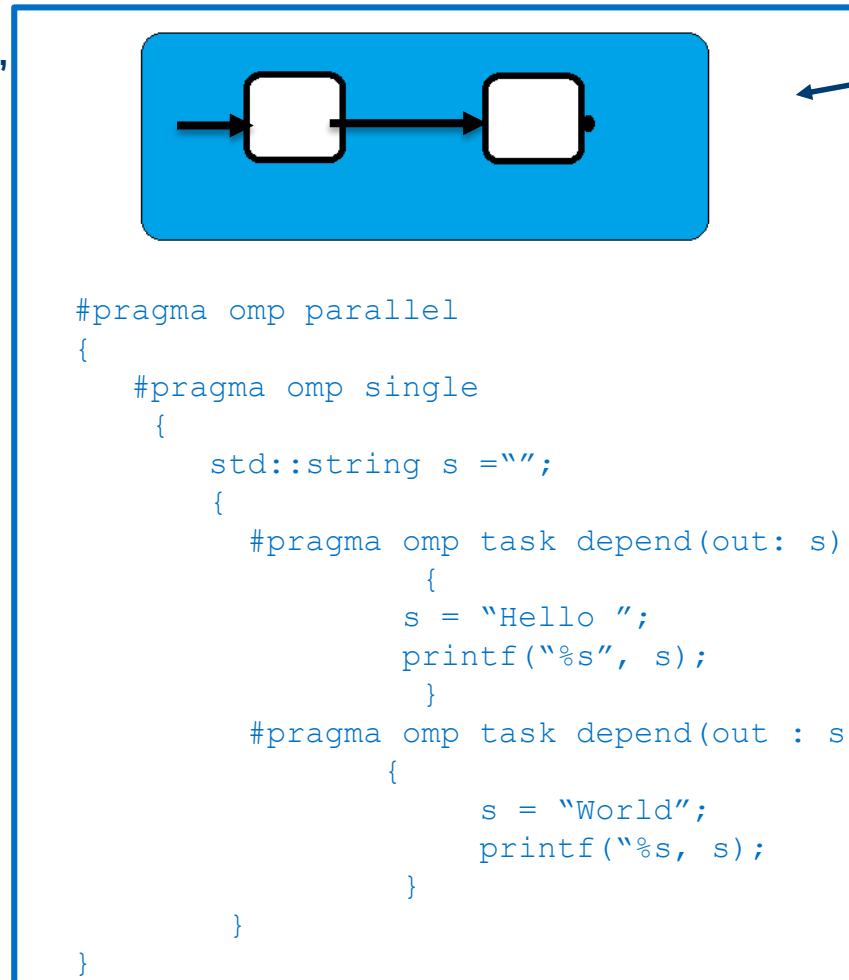 ,
#pragma omp parallel
{
#pragma omp single
{
std::string s =“”;
{
#pragma omp task depend(out: s)
{
s = “Hello ”;
printf(“%s”, s);
}
#pragma omp task depend(out : s
{
s = “World”;
printf(“%s, s);
}
}
}